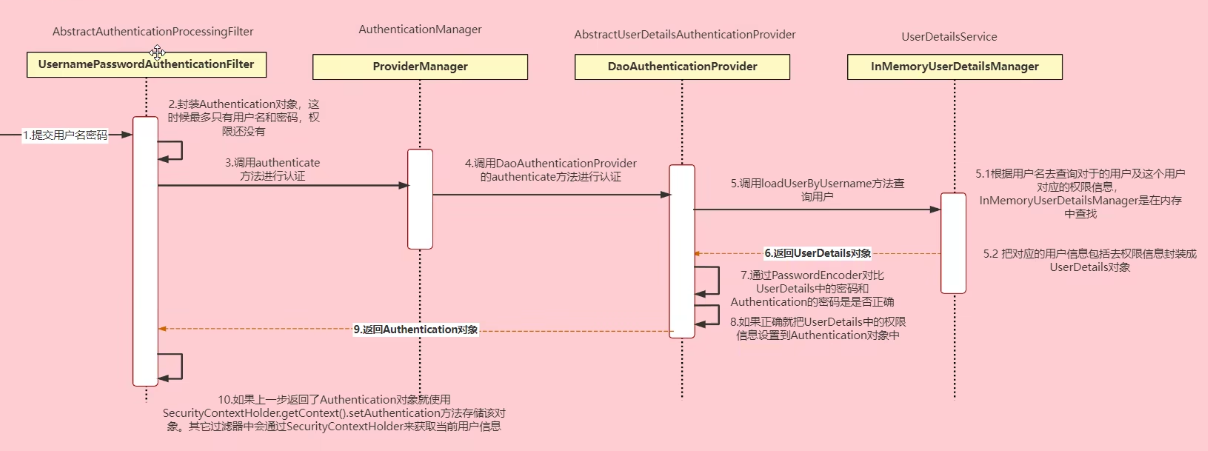 AbstractAuthenticationProcessingFilter
AuthenticationManager
AbstractUserDetailsAuthenticationProvider
UserDetailsService
UsernamePasswordAuthenticationFilter
ProviderManager
DaoAuthenticationProvider
InMemoryUserDetailsManager
1.提交用户名密码
2.封装Authentication对象，这
时候最多只有用户名和密码，权
限还没有
3.调用authenticate
方法进行认证
4.调用DaoAuthenticationProvider
的authenticate方法进行认证
5.调用loadUserByUsername方法查
询用户
5.1根据用户名去查询对于的用户及这个用户
对应的权限信息，
InMemoryUserDetailsManager是在内存
中查找
5.2 把对应的用户信息包括去权限信息封装成
UserDetails对象
6.返回UserDetails对象
7.通过PasswordEncoder对比
UserDetails中的密码和
Authentication的密码是是否正确
8.如果正确就把UserDetails中的权限
信息设置到Authentication对象中
9.返回Authentication对象
10.如果上一步返回了Authentication对象就使用
SecurityContextHolder.getContext().setAuthentication方法存储该对
象。其它过滤器中会通过SecurityContextHolder来获取当前用户信息